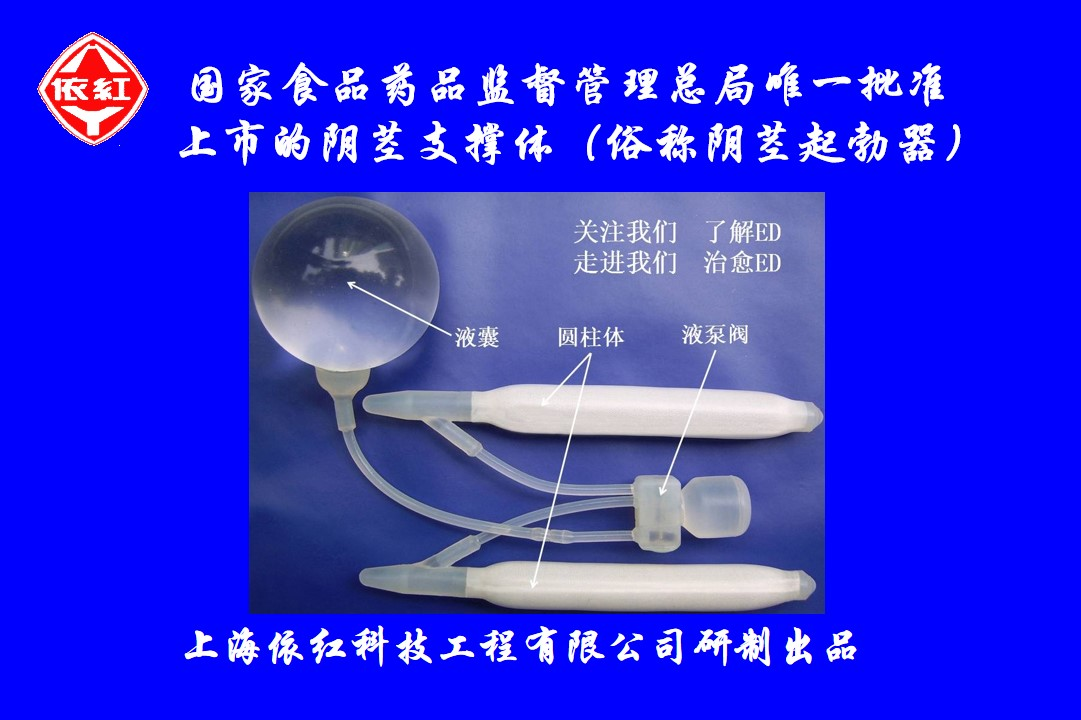 依紅
国家食品药品监督管理总局唯一批准
上市的阴茎支撑体（俗称阴茎起勃器）
关注我们 了解ED
走进我们 治愈ED
液囊
圆柱体
液泵阀
上海依红科技工程有限公司研制出品